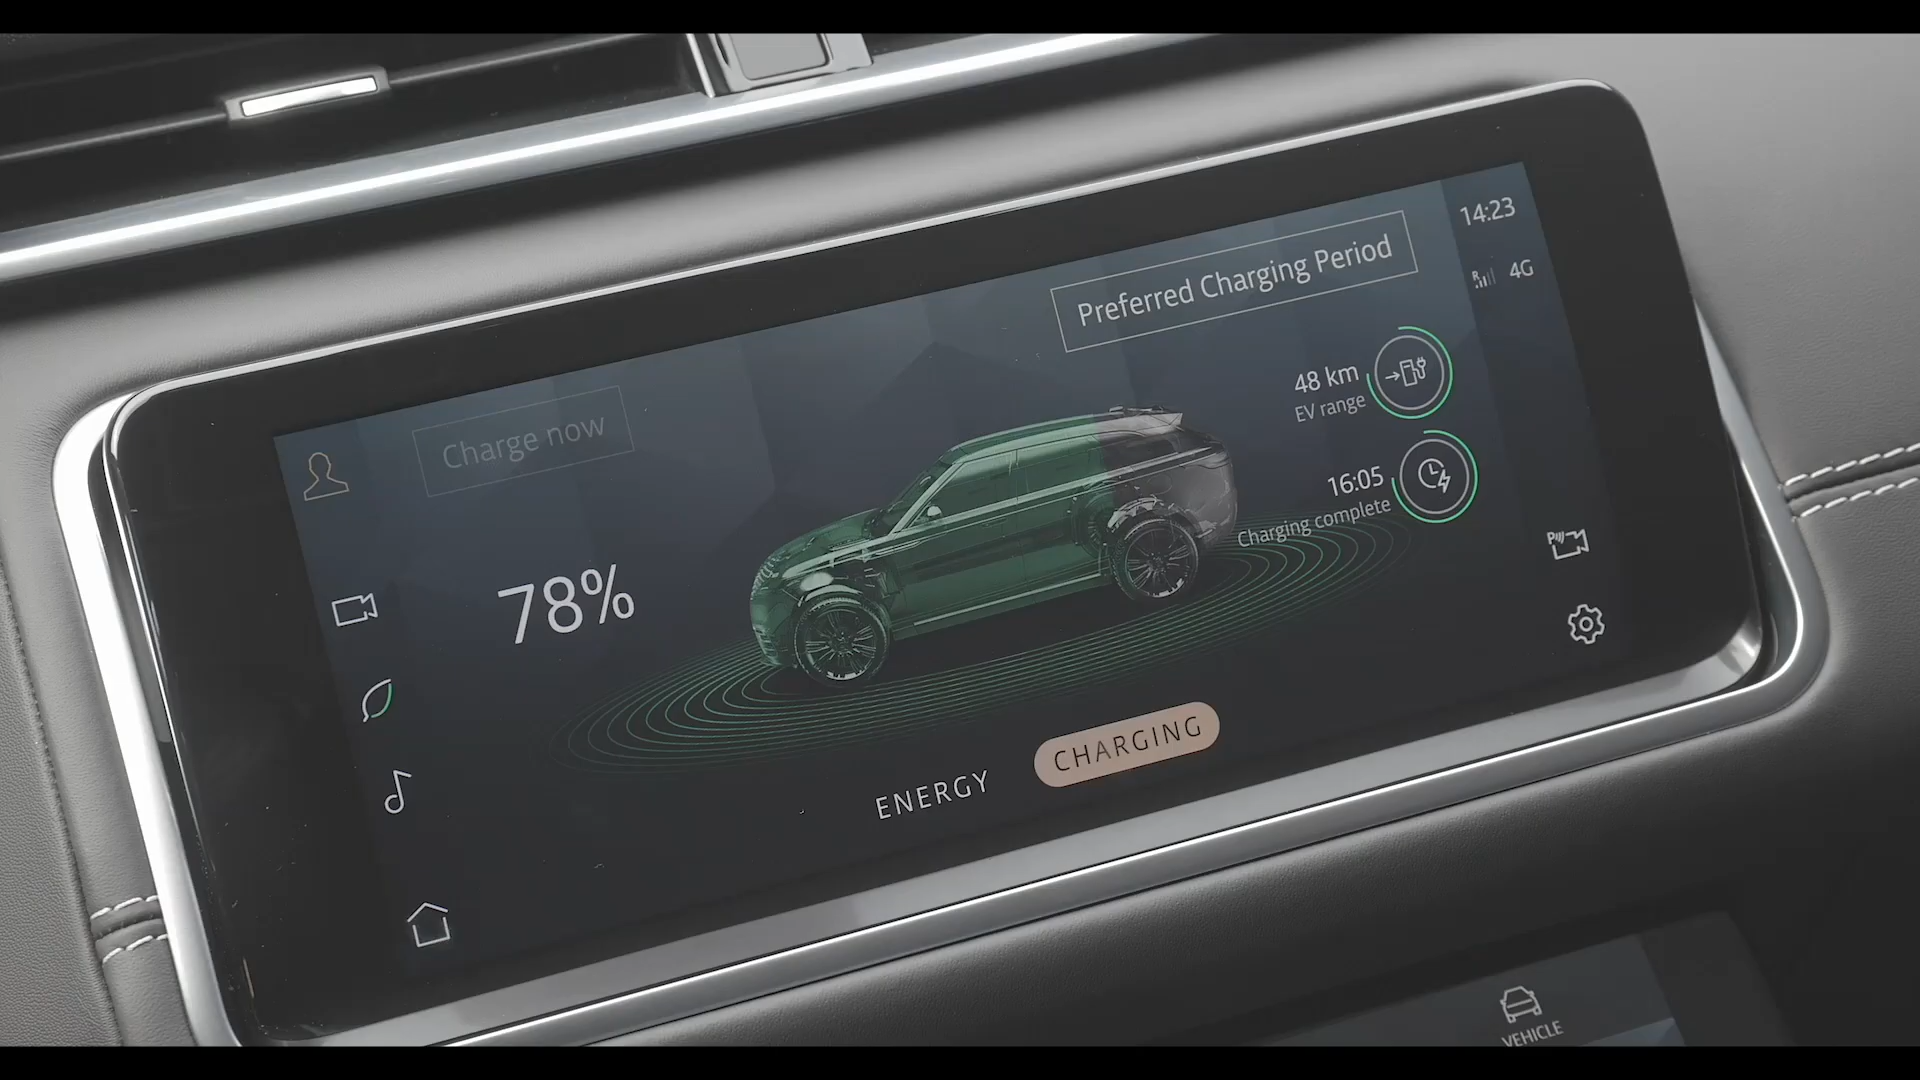 14:23
Preferred Charging Period
4G
48 km
EV range
Charge now
16:05
Charging complete
78%
CHARGING
ENERGY
VEHICLE